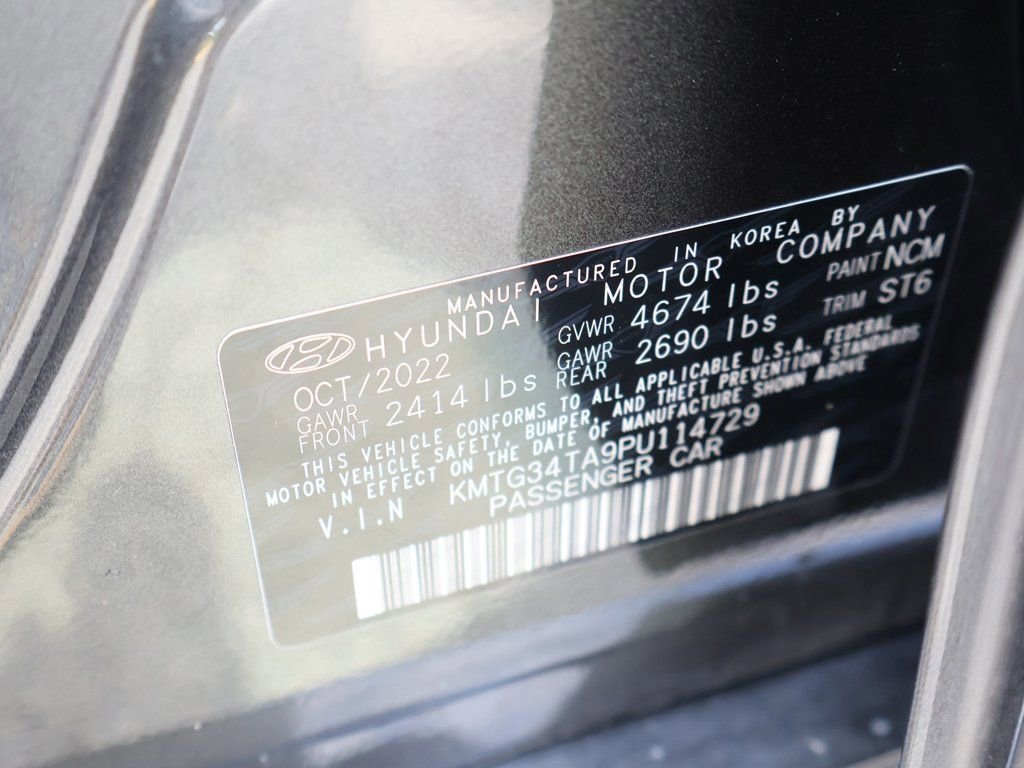 MANUFACTURED IN KOREA BY
HYUNDAI MOTOR COMPANY
OCT/2022 GVWR 4674 lbs PAINT NCM
GAWR FRONT 2414 lbs GAWR REAR 2690 lbs TRIM ST6
THIS VEHICLE CONFORMS TO ALL APPLICABLE U.S.A. FEDERAL
MOTOR VEHICLE SAFETY, BUMPER, AND THEFT PREVENTION STANDARDS
IN EFFECT ON THE DATE OF MANUFACTURE SHOWN ABOVE
V.I.N KMTG34TA9PU114729
PASSENGER CAR